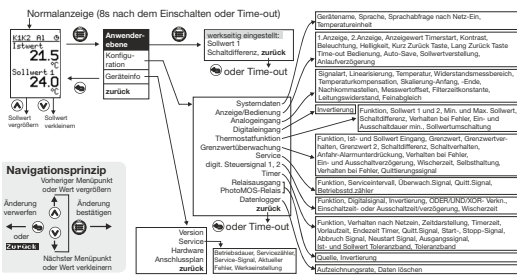 Normalanzeige (8s nach dem Einschalten oder Time-out)
K1K2 A1
Istwert
21.5
°C
Sollwert 1
24.0
°C
Sollwert vergrößern
Sollwert verkleinern
Anwender-
ebene
Konfigu-
ration
Geräteinfo
zurück
werkseitig eingestellt:
Sollwert 1
Schaltdifferenz, zurück
oder Time-out
Navigationsprinzip
Vorheriger Menüpunkt
oder Wert vergrößern
Änderung
verwerfen
Änderung
bestätigen
oder
Zurück
Nächster Menüpunkt
oder Wert verkleinern
Systemdaten
Anzeige/Bedienung
Analogeingang
Digitaleingang
Thermostatfunktion
Grenzwertüberwachung
Service
digit. Steuersignal 1, 2
Timer
Relaisausgang
PhotoMOS-Relais
Datenlogger
zurück
oder Time-out
Version
Service
Hardware
Anschlussplan
zurück
Betriebsdauer, Servicezähler,
Service-Signal, Aktueller
Fehler, Werkseinstellung
Gerätename, Sprache, Sprachabfrage nach Netz-Ein,
Temperatureinheit
1.Anzeige, 2.Anzeige, Anzeigewert Timerstart, Kontrast,
Beleuchtung, Helligkeit, Kurz Zurück Taste, Lang Zurück Taste
Time-out Bedienung, Auto-Save, Sollwertverstellung,
Anlaufverzögerung
Signalart, Linearisierung, Temperatur, Widerstandsmessbereich,
Temperaturkompensation, Skalierung-Anfang, -Ende,
Nachkommastellen, Messwertoffset, Filterzeitkonstante,
Leitungswiderstand, Feinabgleich
Invertierung
Funktion, Sollwert 1 und 2, Min. und Max. Sollwert,
Schaltdifferenz, Verhalten bei Fehler, Ein- und
Ausschaltdauer min., Sollwertumschaltung
Funktion, Ist- und Sollwert Eingang, Grenzwert, Grenzwertver-
halten, Grenzwert 2, Schaltdifferenz, Schaltverhalten,
Anfahr-Alarmunterdrückung, Verhalten bei Fehler,
Ein- und Ausschaltverzögerung, Wischerzeit, Selbsthaltung,
Verhalten bei Fehler, Quittierungssignal
Funktion, Serviceintervall, Überwach.Signal, Quitt.Signal,
Betriebsstd.zähler
Funktion, Digitalsignal, Invertierung, ODER/UND/XOR- Verkn.,
Einschaltzeit- oder Ausschaltzeit/verzögerung, Wischerzeit
Funktion, Verhalten nach Netzein, Zeitdarstellung, Timerzeit,
Vorlaufzeit, Endezeit Timer, Quitt.Signal, Start-, Stopp-Signal,
Abbruch Signal, Neustart Signal, Ausgangssignal,
Ist- und Sollwert Toleranzband, Toleranzband
Quelle, Invertierung
Aufzeichnungsrate, Daten löschen